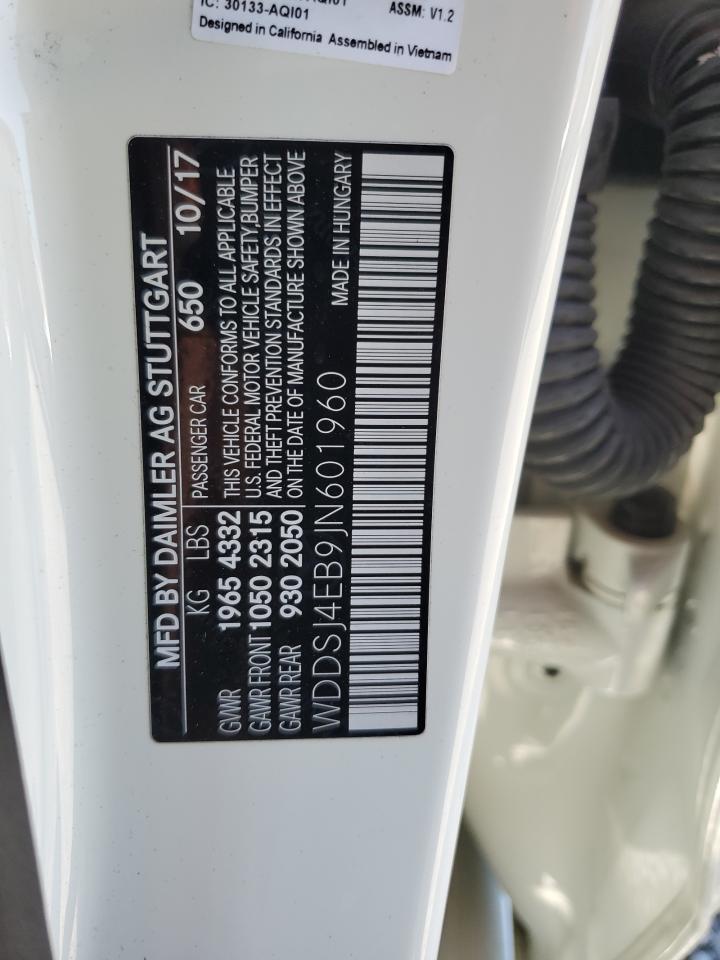 IC: 30133-AQI01
ASSM: V1.2
Designed in California Assembled in Vietnam
MFD BY DAIMLER AG STUTTGART
KG LBS PASSENGER CAR 650 10/17
GVWR 1965 4332
GAWR FRONT 1050 2315
GAWR REAR 930 2050
THIS VEHICLE CONFORMS TO ALL APPLICABLE
U.S. FEDERAL MOTOR VEHICLE SAFETY,BUMPER
AND THEFT PREVENTION STANDARDS IN EFFECT
ON THE DATE OF MANUFACTURE SHOWN ABOVE
WDDSJ4EB9JN601960 MADE IN HUNGARY